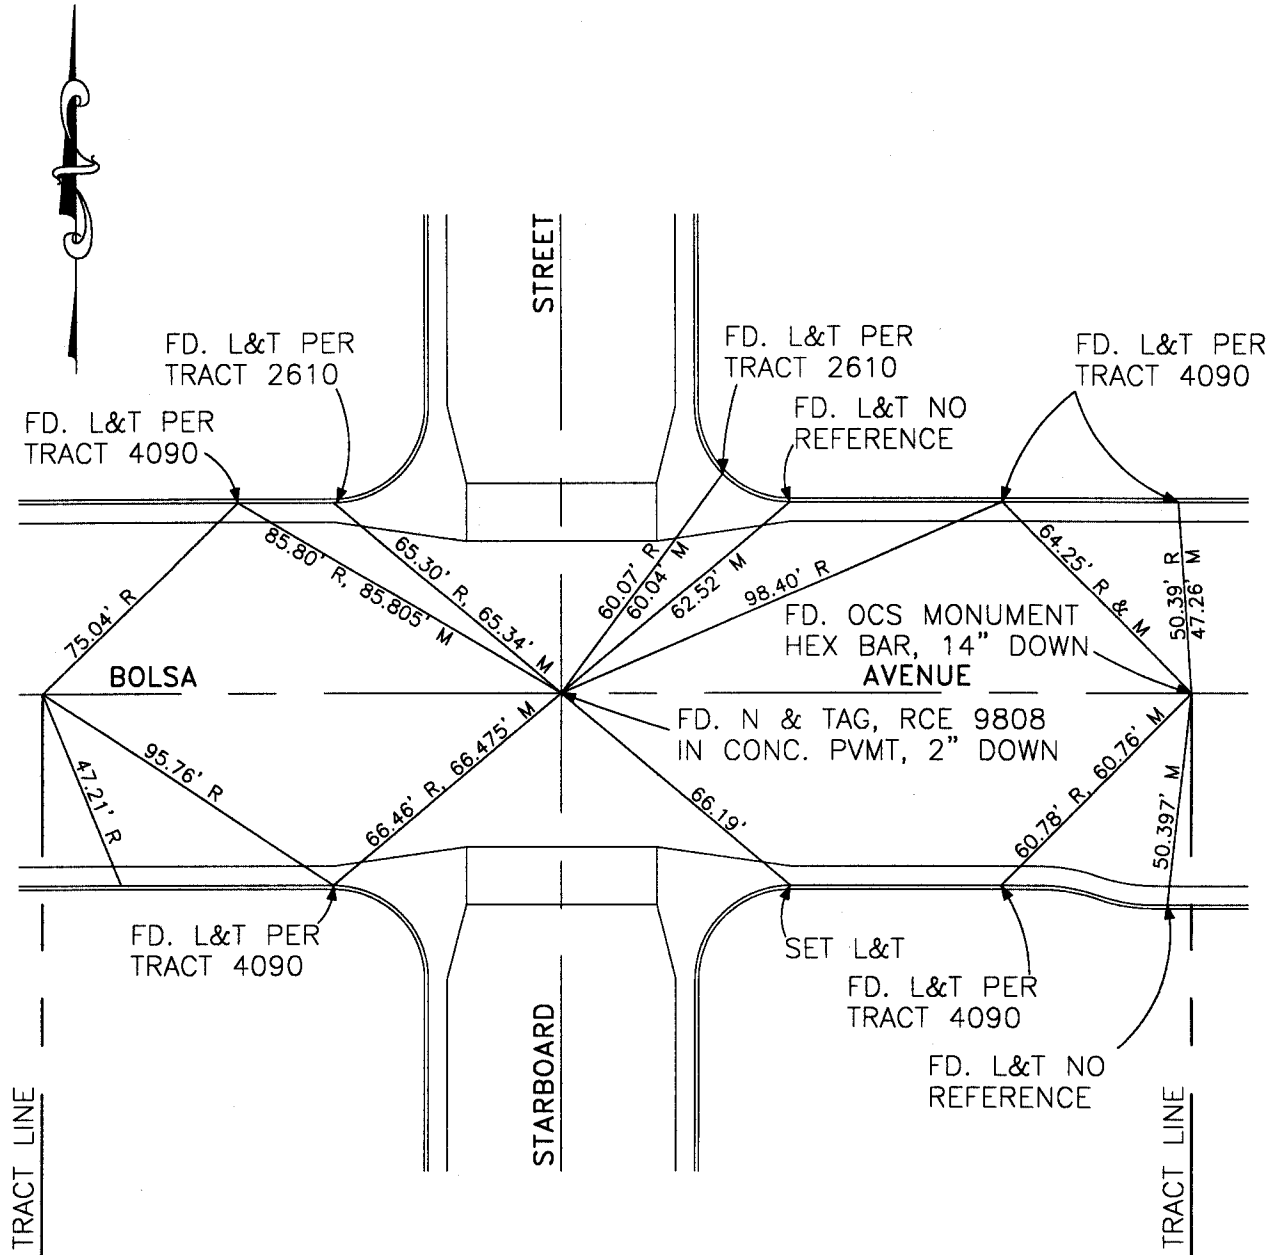 STREET
FD. L&T PER
TRACT 2610
FD. L&T PER
TRACT 4090
FD. L&T PER
TRACT 2610
FD. L&T NO
REFERENCE
FD. L&T PER
TRACT 4090
75.04' R
85.80' R, 85.805' M
65.30' R, 65.34' M
60.07' R
60.04' M
62.52' M
98.40' R
64.25' R & M
50.39' R
47.26' M
FD. OCS MONUMENT
HEX BAR, 14" DOWN
BOLSA
AVENUE
FD. N & TAG, RCE 9808
IN CONC. PVMT, 2" DOWN
47.21' R
95.76' R
66.46' R, 66.475' M
66.19'
60.78' R, 60.76' M
50.397' M
FD. L&T PER
TRACT 4090
SET L&T
FD. L&T PER
TRACT 4090
FD. L&T NO
REFERENCE
STARBOARD
TRACT LINE
TRACT LINE